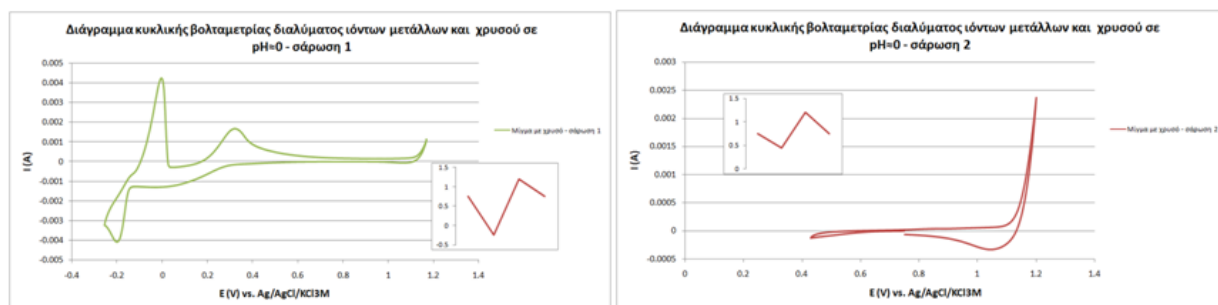 Διάγραμμα κυκλικής βολταμετρίας διαλύματος ιόντων μετάλλων και χρυσού σε
pH≈0 - σάρωση 1
0.005
0.004
0.003
0.002
0.001
0
-0.001
-0.002
-0.003
-0.004
-0.005
I (A)
-0.4 -0.2 0 0.2 0.4 0.6 0.8 1 1.2 1.4
E (V) vs. Ag/AgCl/KCl3M
Μίγμα με χρυσό - σάρωση 1
1.5
1
0.5
0
-0.5
Διάγραμμα κυκλικής βολταμετρίας διαλύματος ιόντων μετάλλων και χρυσού σε
pH≈0 - σάρωση 2
0.003
0.0025
0.002
0.0015
0.001
0.0005
0
-0.0005
I (A)
0 0.2 0.4 0.6 0.8 1 1.2 1.4
E (V) vs. Ag/AgCl/KCl3M
Μίγμα με χρυσό - σάρωση 2
1.5
1
0.5
0